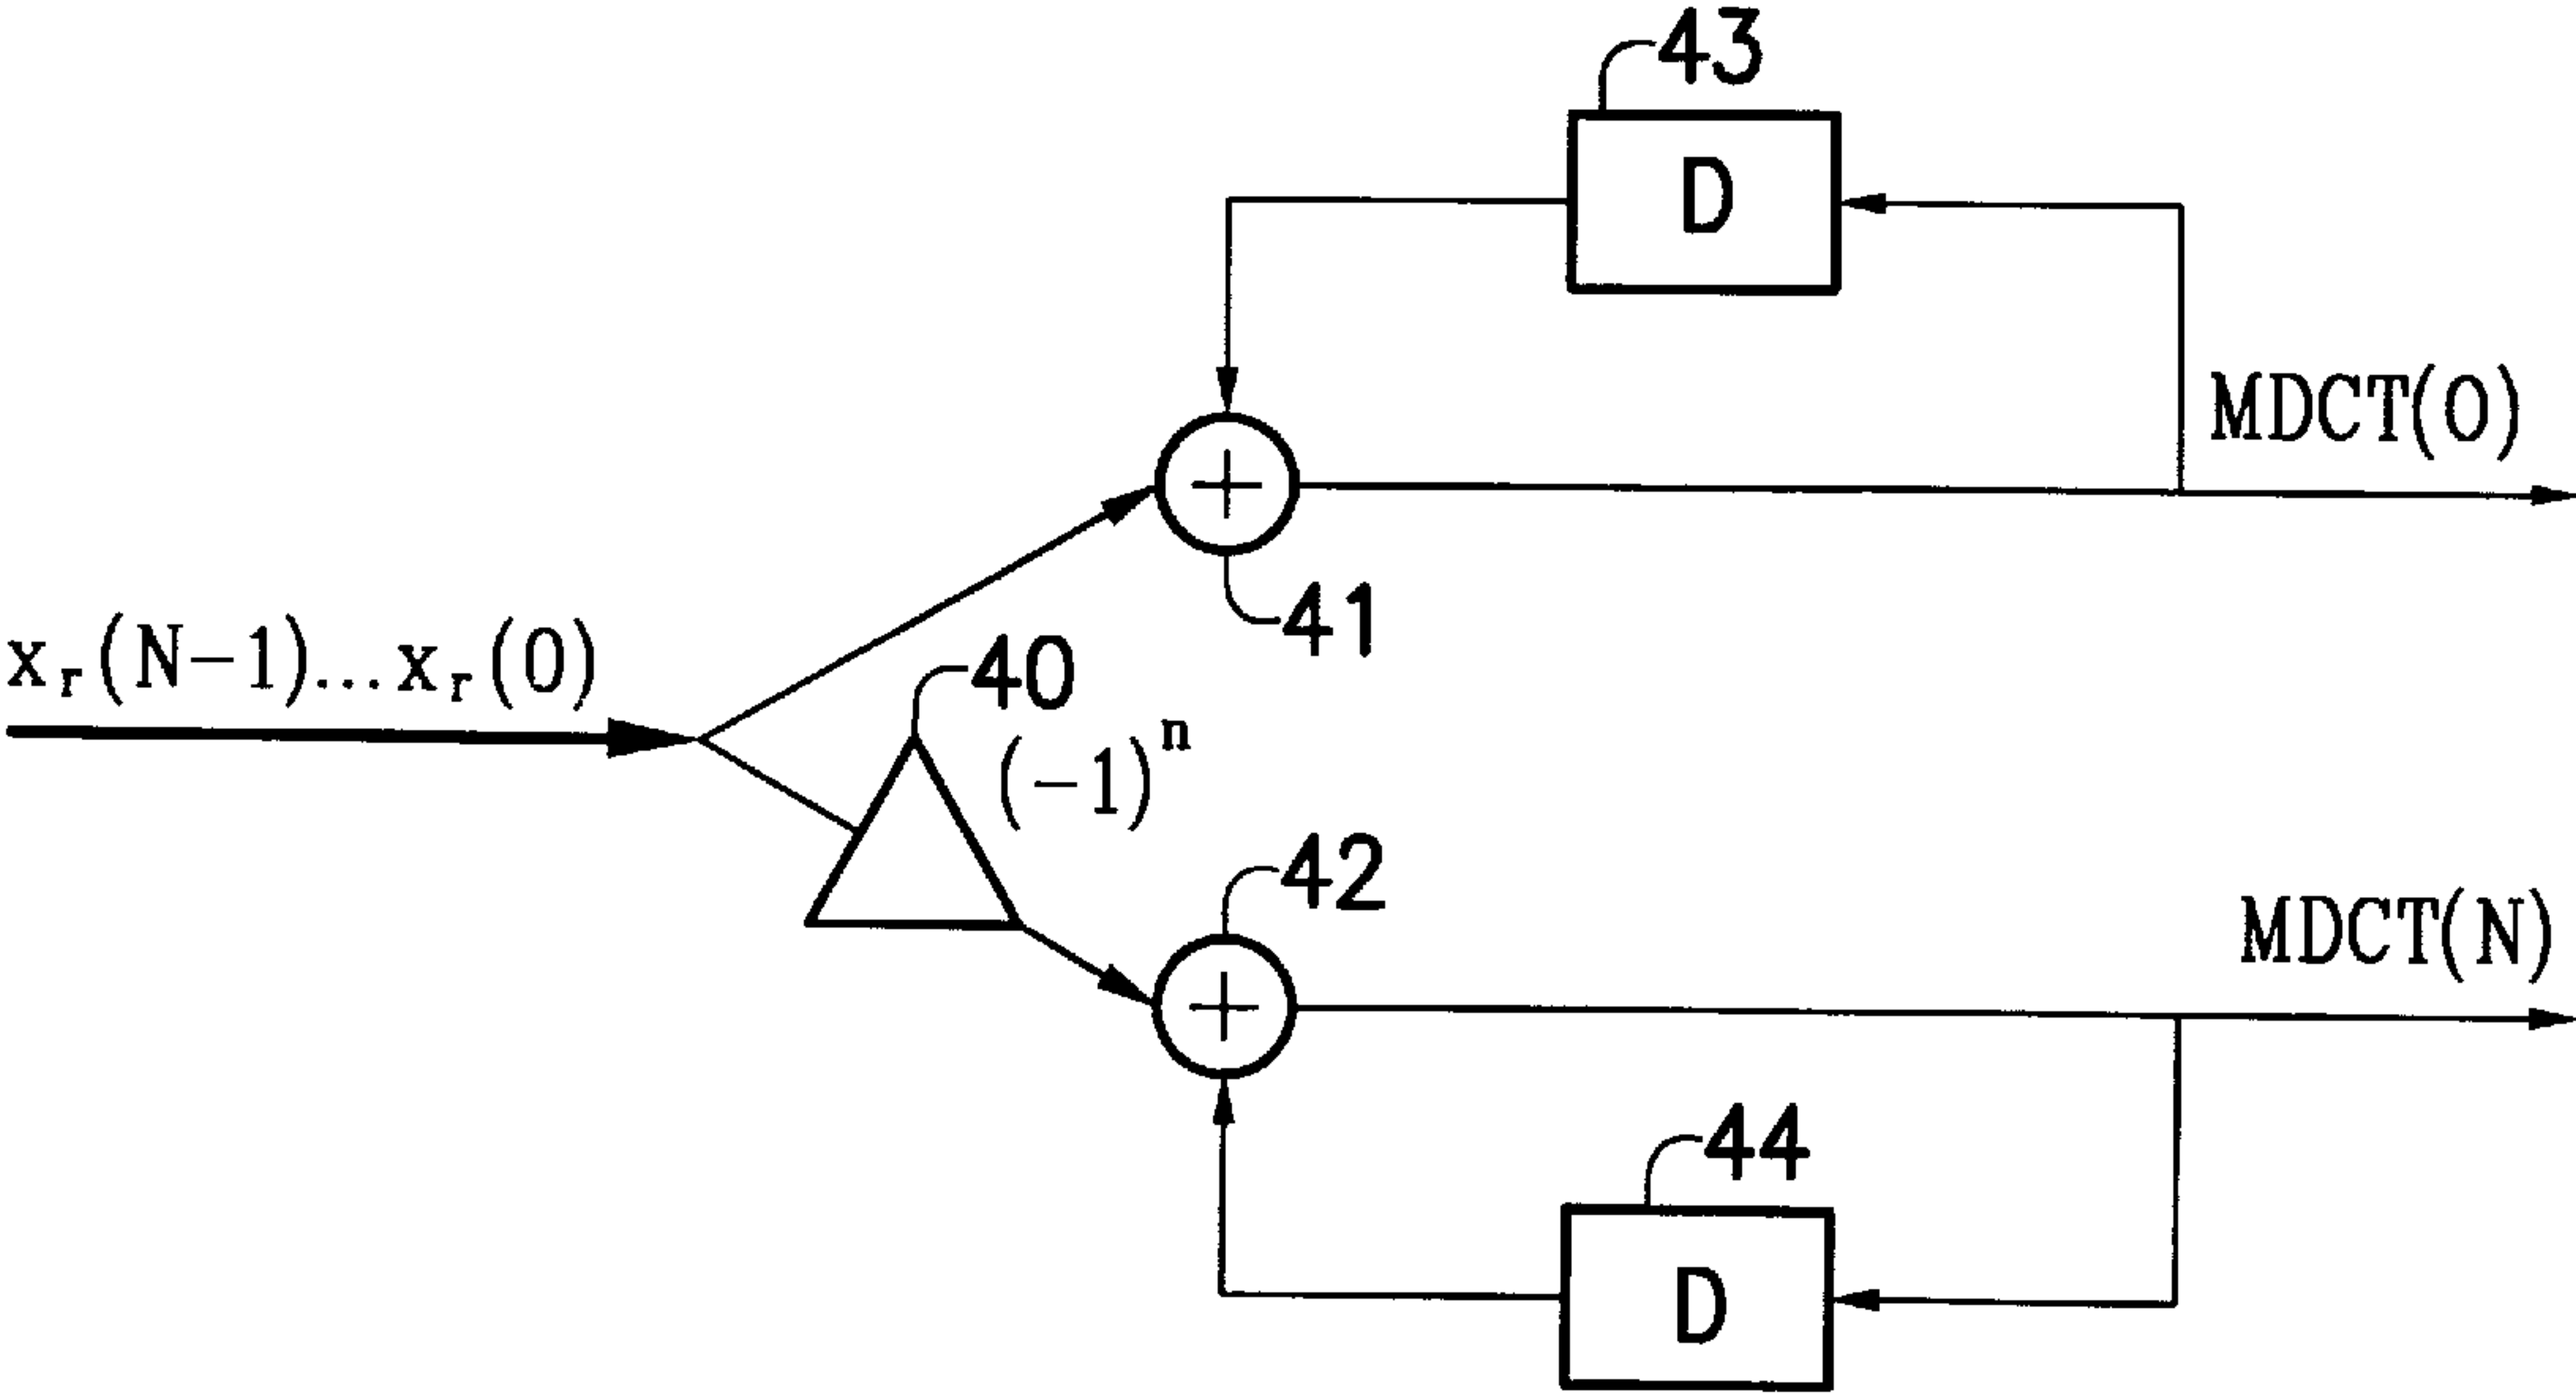 43
D
MDCT(0)
41
x_r(N-1)...x_r(0)
40
(-1)^n
42
MDCT(N)
44
D